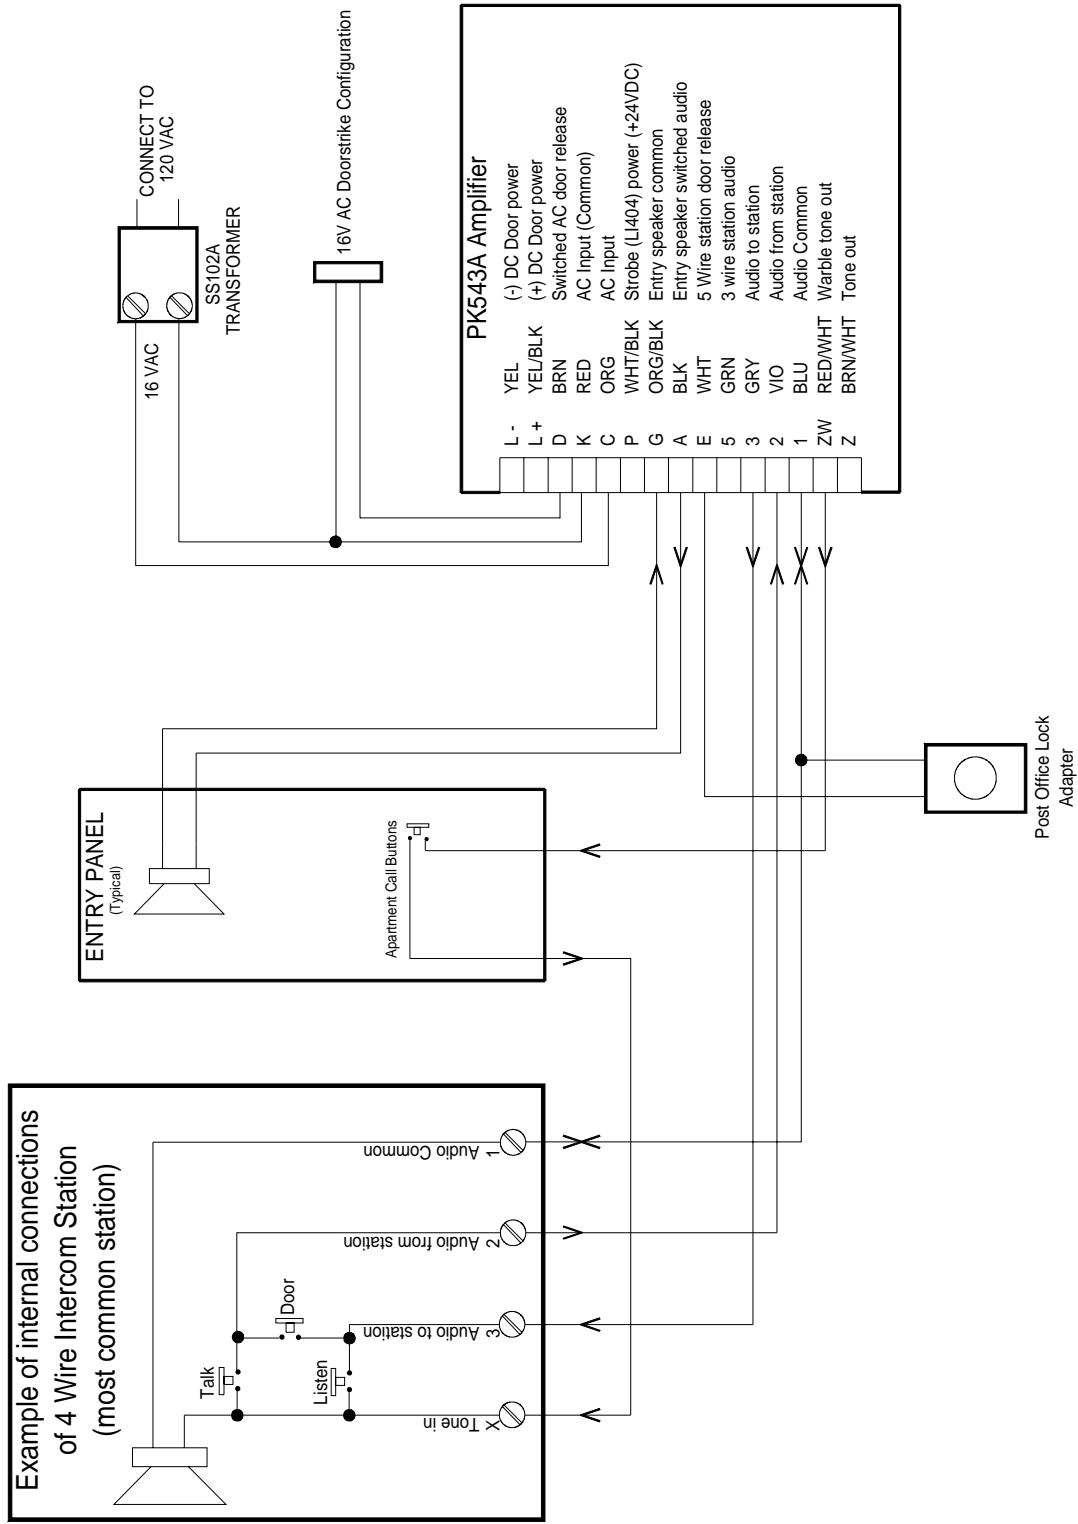 Example of internal connections
of 4 Wire Intercom Station
(most common station)
Talk
Listen
Door
X Tone in
3 Audio to station
2 Audio from station
1 Audio Common
ENTRY PANEL
(Typical)
Apartment Call Buttons
CONNECT TO
120 VAC
SS102A
TRANSFORMER
16 VAC
16V AC Doorstrike Configuration
PK543A Amplifier
L - YEL (-) DC Door power
L + YEL/BLK (+) DC Door power
D BRN Switched AC door release
K RED AC Input (Common)
C ORG AC Input
P WHT/BLK Strobe (LI404) power (+24VDC)
G ORG/BLK Entry speaker common
A BLK Entry speaker switched audio
E WHT 5 Wire station door release
5 GRN 3 wire station audio
3 GRY Audio to station
2 VIO Audio from station
1 BLU Audio Common
ZW RED/WHT Warble tone out
Z BRN/WHT Tone out
Post Office Lock
Adapter